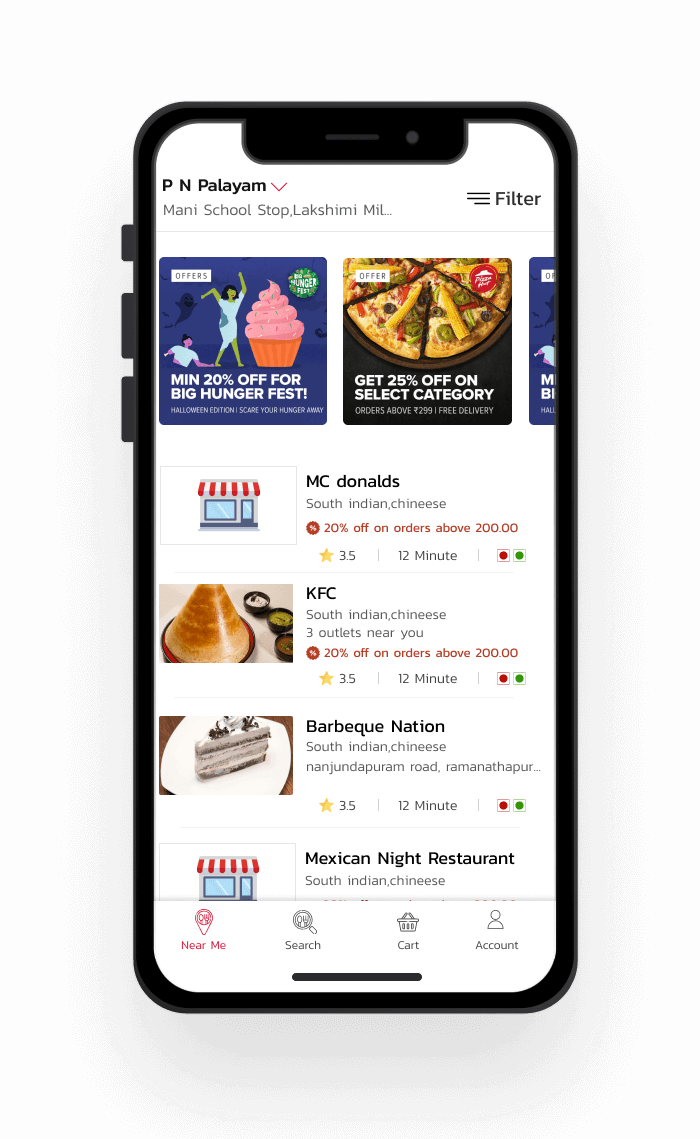 P N Palayam
Mani School Stop,Lakshimi Mil...
Filter
OFFERS
BIG
HUNGER
FEST!
MIN 20% OFF FOR
BIG HUNGER FEST!
HALLOWEEN EDITION | SCARE YOUR HUNGER AWAY
OFFER
Pizza
Hut
GET 25% OFF ON
SELECT CATEGORY
ORDERS ABOVE ₹299 | FREE DELIVERY
MC donalds
South indian,chineese
20% off on orders above 200.00
3.5 | 12 Minute |
KFC
South indian,chineese
3 outlets near you
20% off on orders above 200.00
3.5 | 12 Minute |
Barbeque Nation
South indian,chineese
nanjundapuram road, ramanathapur...
3.5 | 12 Minute |
Mexican Night Restaurant
South indian,chineese
Near Me
Search
Cart
Account